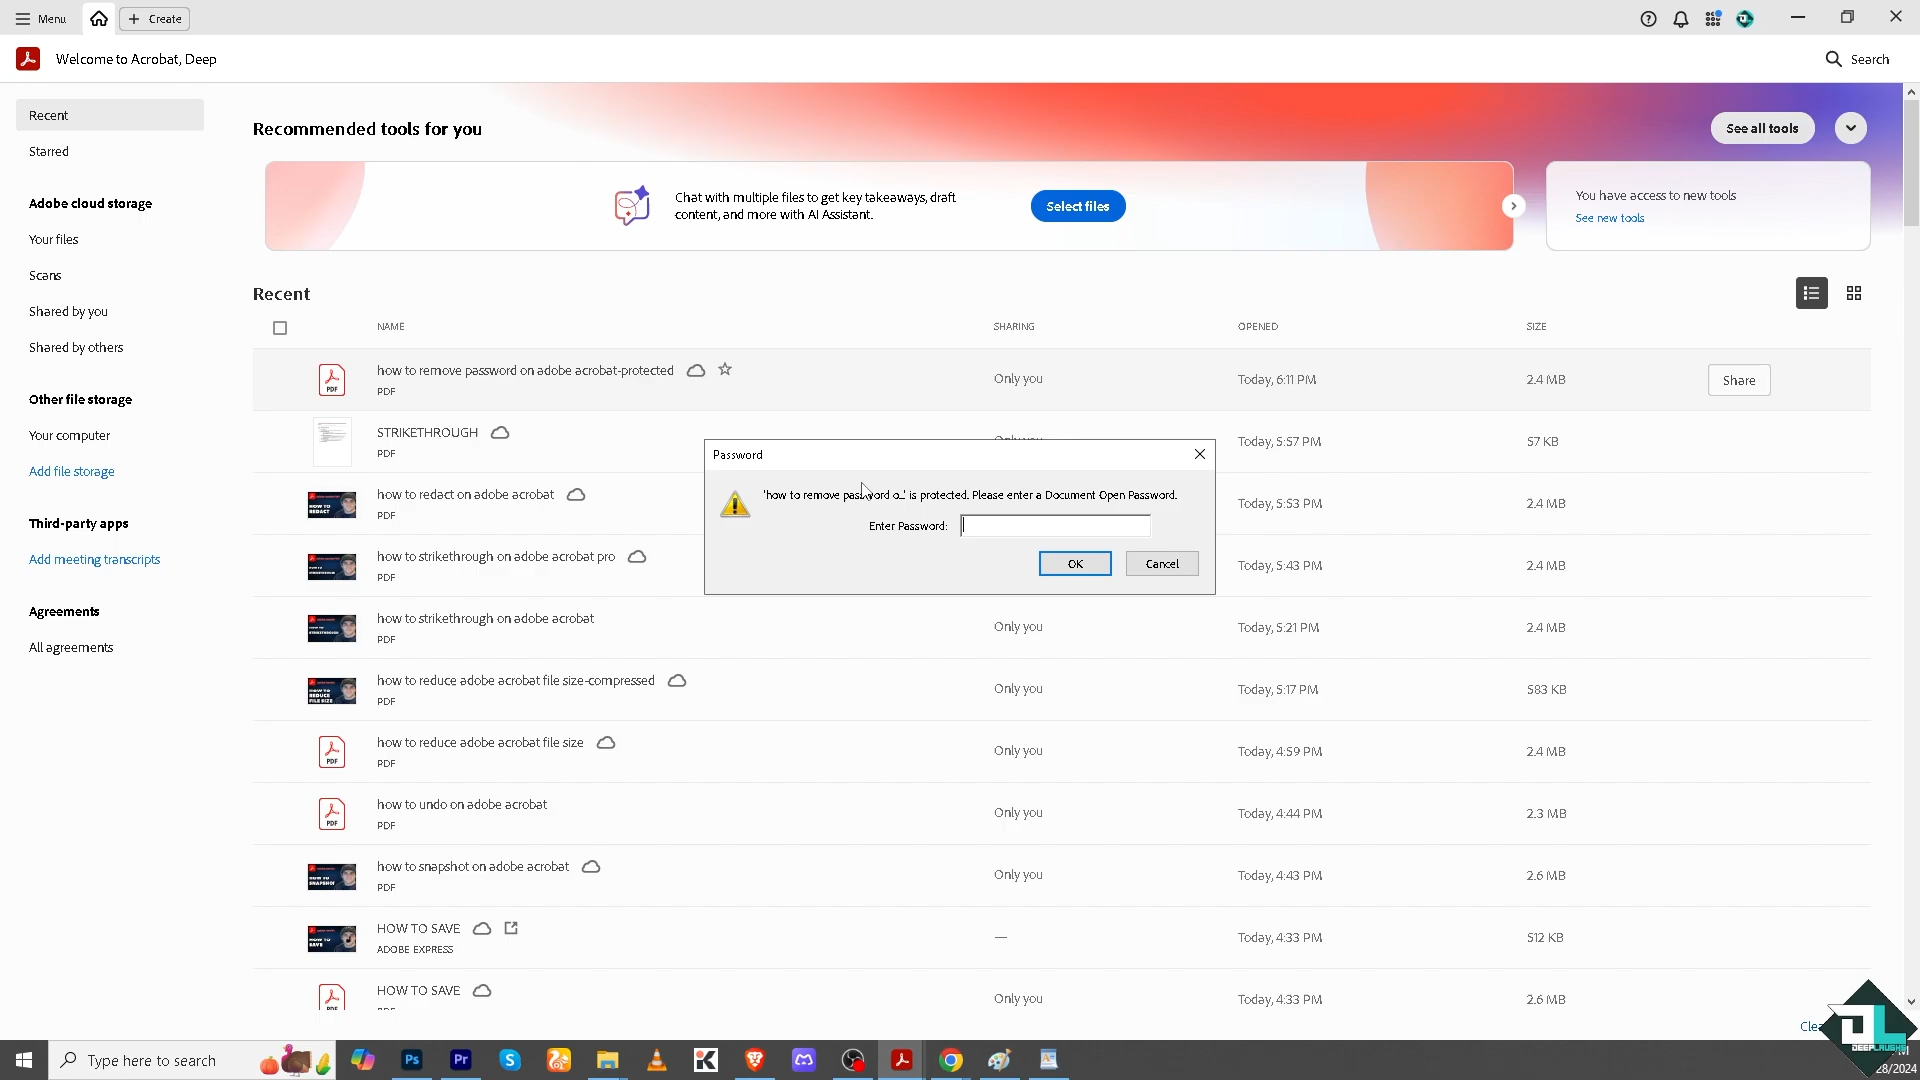 Menu
Create
Welcome to Acrobat, Deep
Search
Recent
Starred
Adobe cloud storage
Your files
Scans
Shared by you
Shared by others
Other file storage
Your computer
Add file storage
Third-party apps
Add meeting transcripts
Agreements
All agreements
Recommended tools for you
See all tools
Chat with multiple files to get key takeaways, draft
content, and more with AI Assistant.
Select files
You have access to new tools
See new tools
Recent
NAME SHARING OPENED SIZE
how to remove password on adobe acrobat-protected
PDF
Only you Today, 6:11 PM 2.4 MB Share
STRIKETHROUGH
PDF
Today, 5:57 PM 57 KB
how to redact on adobe acrobat
PDF
Today, 5:53 PM 2.4 MB
how to strikethrough on adobe acrobat pro
PDF
Today, 5:43 PM 2.4 MB
how to strikethrough on adobe acrobat
PDF
Only you Today, 5:21 PM 2.4 MB
how to reduce adobe acrobat file size-compressed
PDF
Only you Today, 5:17 PM 583 KB
how to reduce adobe acrobat file size
PDF
Only you Today, 4:59 PM 2.4 MB
how to undo on adobe acrobat
PDF
Only you Today, 4:44 PM 2.3 MB
how to snapshot on adobe acrobat
PDF
Only you Today, 4:43 PM 2.6 MB
HOW TO SAVE
ADOBE EXPRESS
— Today, 4:33 PM 512 KB
HOW TO SAVE
Only you Today, 4:33 PM 2.6 MB
Password
'how to remove password o...' is protected. Please enter a Document Open Password.
Enter Password:
OK Cancel
Type here to search
Ps
Pr
DEEPLAUGHS
28/2024